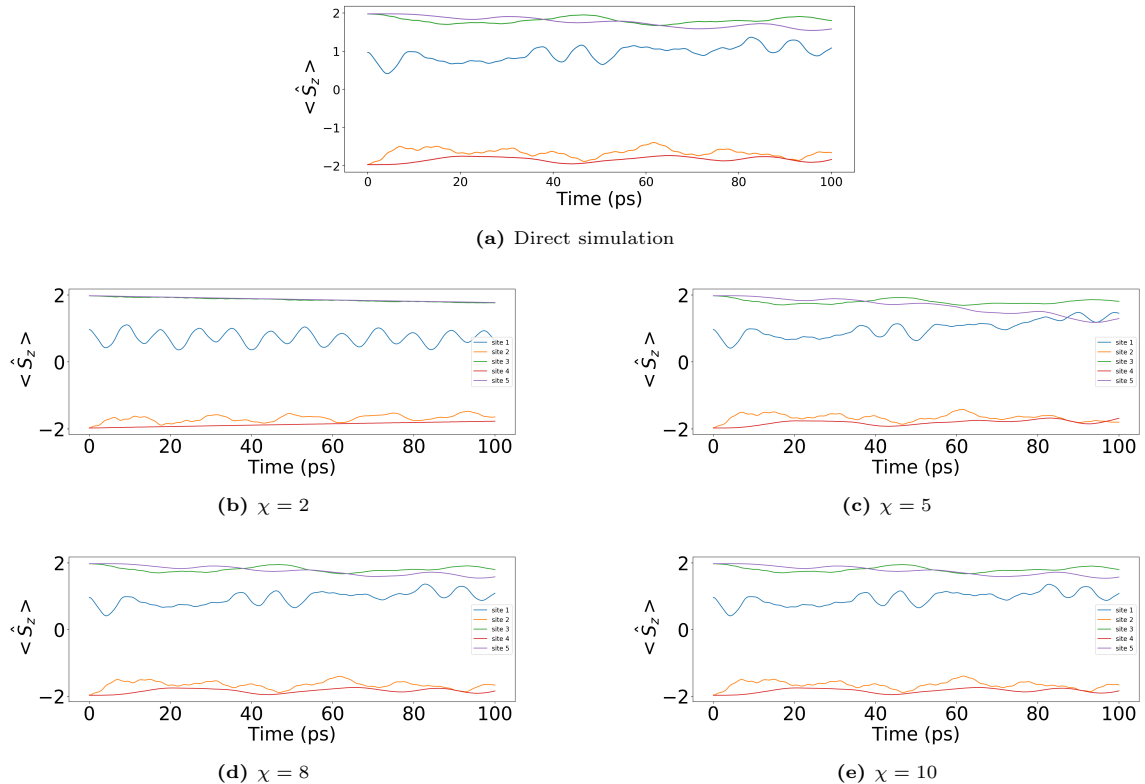 2
1
0
−1
−2
< Ŝz >
0 20 40 60 80 100
Time (ps)
(a) Direct simulation
2
0
−2
< Ŝz >
site 1
site 2
site 3
site 4
site 5
0 20 40 60 80 100
Time (ps)
(b) χ = 2
2
0
−2
< Ŝz >
site 1
site 2
site 3
site 4
site 5
0 20 40 60 80 100
Time (ps)
(c) χ = 5
2
0
−2
< Ŝz >
site 1
site 2
site 3
site 4
site 5
0 20 40 60 80 100
Time (ps)
(d) χ = 8
2
0
−2
< Ŝz >
site 1
site 2
site 3
site 4
site 5
0 20 40 60 80 100
Time (ps)
(e) χ = 10